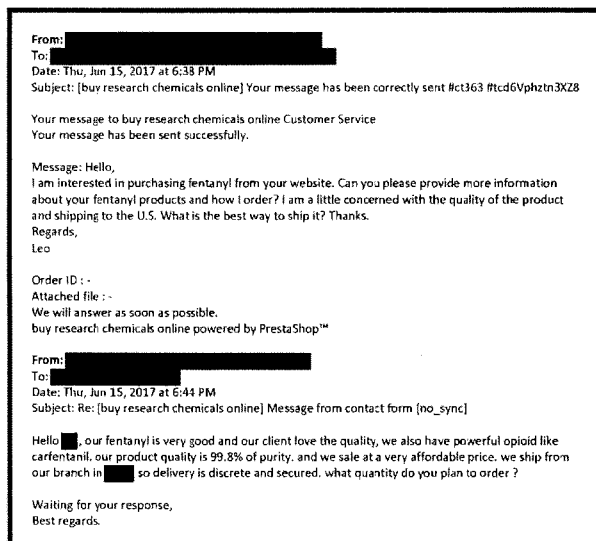 From:
To:
Date: Thu, Jun 15, 2017 at 6:38 PM
Subject: [buy research chemicals online] Your message has been correctly sent #ct363 #tcd6Vphztn3XZ8
Your message to buy research chemicals online Customer Service
Your message has been sent successfully.
Message: Hello,
I am interested in purchasing fentanyl from your website. Can you please provide more information
about your fentanyl products and how I order? I am a little concerned with the quality of the product
and shipping to the U.S. What is the best way to ship it? Thanks.
Regards,
Leo
Order ID : -
Attached file : -
We will answer as soon as possible.
buy research chemicals online powered by PrestaShop™
From:
To:
Date: Thu, Jun 15, 2017 at 6:44 PM
Subject: Re: [buy research chemicals online] Message from contact form [no_sync]
Hello , our fentanyl is very good and our client love the quality, we also have powerful opioid like
carfentanil. our product quality is 99.8% of purity. and we sale at a very affordable price. we ship from
our branch in so delivery is discrete and secured. what quantity do you plan to order ?
Waiting for your response,
Best regards.